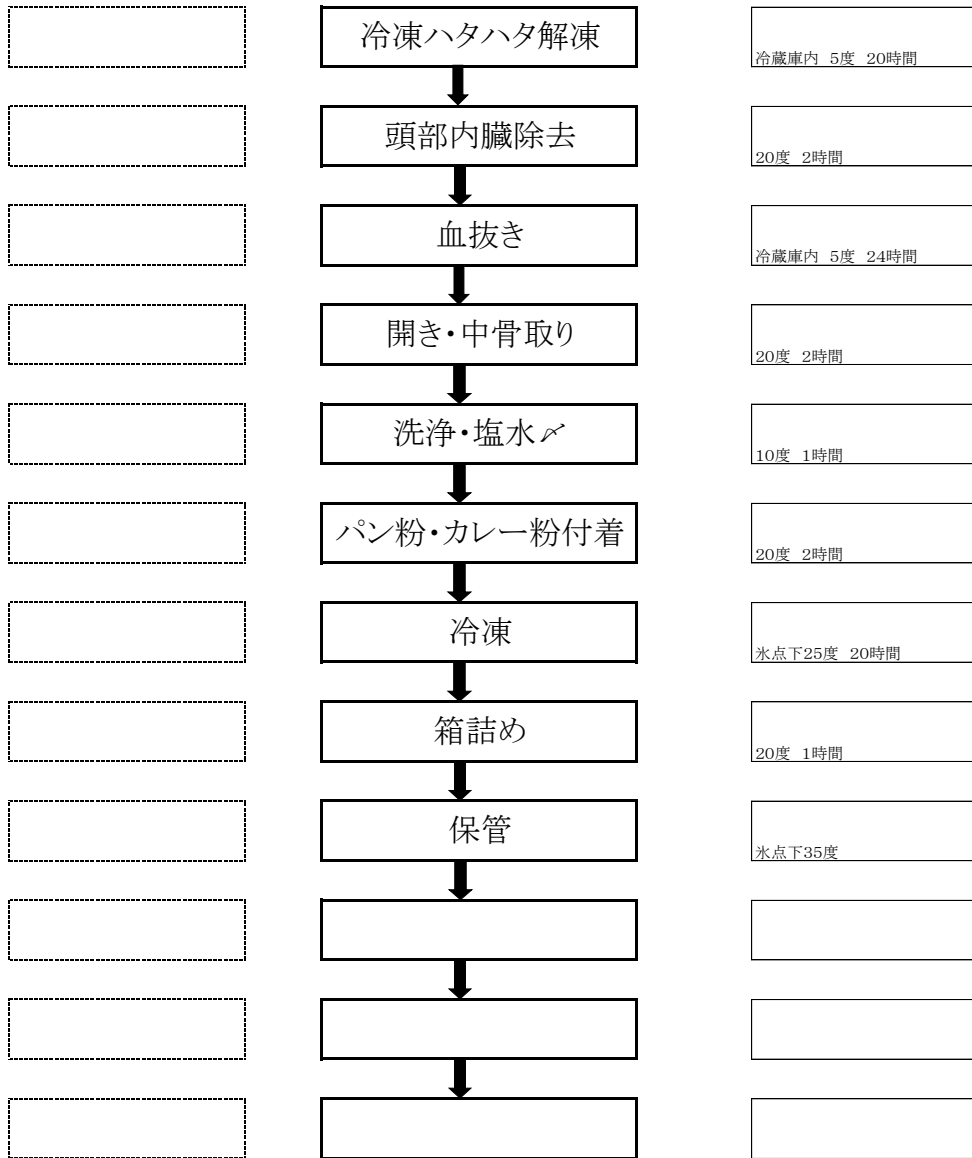 冷凍ハタハタ解凍
冷蔵庫内 5度 20時間
頭部内臓除去
20度 2時間
血抜き
冷蔵庫内 5度 24時間
開き・中骨取り
20度 2時間
洗浄・塩水〆
10度 1時間
パン粉・カレー粉付着
20度 2時間
冷凍
氷点下25度 20時間
箱詰め
20度 1時間
保管
氷点下35度